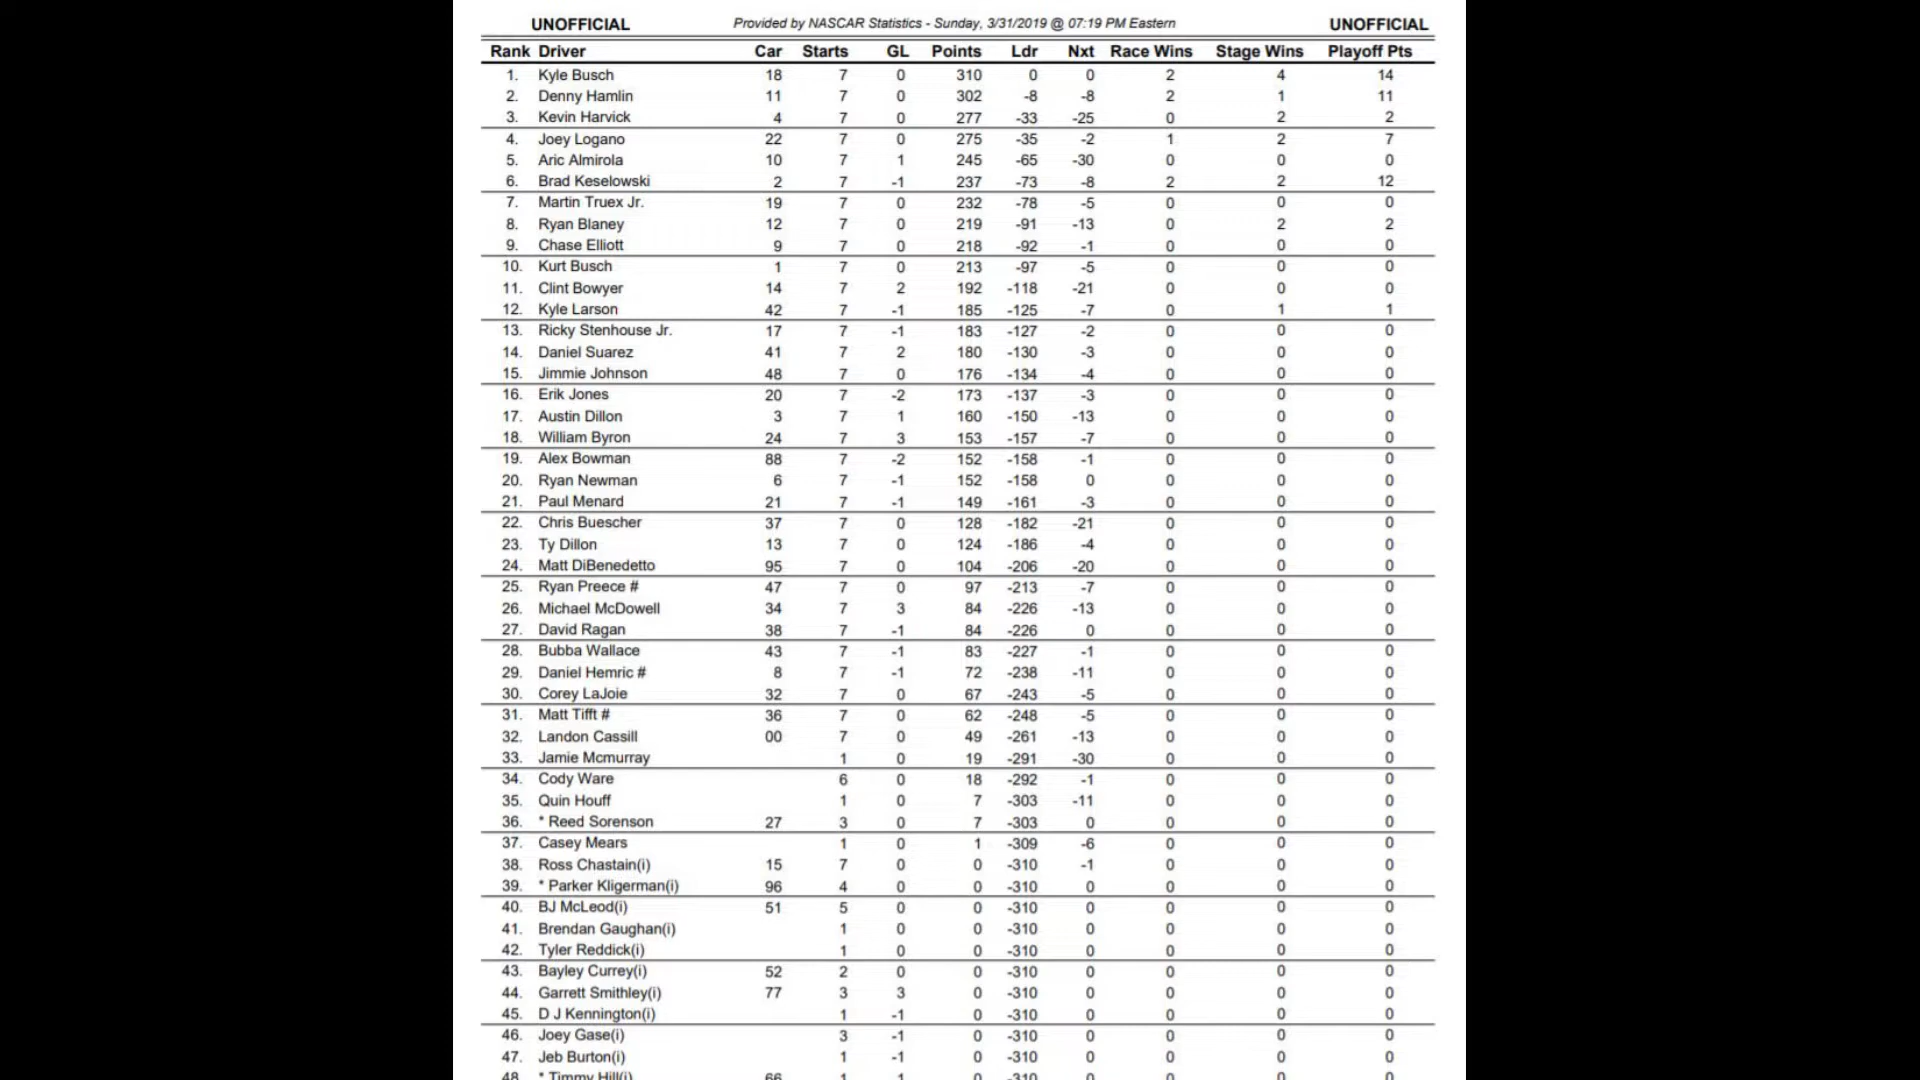 UNOFFICIAL Provided by NASCAR Statistics - Sunday, 3/31/2019 @ 07:19 PM Eastern UNOFFICIAL
Rank Driver Car Starts GL Points Ldr Nxt Race Wins Stage Wins Playoff Pts
1. Kyle Busch 18 7 0 310 0 0 2 4 14
2. Denny Hamlin 11 7 0 302 -8 -8 2 1 11
3. Kevin Harvick 4 7 0 277 -33 -25 0 2 2
4. Joey Logano 22 7 0 275 -35 -2 1 2 7
5. Aric Almirola 10 7 1 245 -65 -30 0 0 0
6. Brad Keselowski 2 7 -1 237 -73 -8 2 2 12
7. Martin Truex Jr. 19 7 0 232 -78 -5 0 0 0
8. Ryan Blaney 12 7 0 219 -91 -13 0 2 2
9. Chase Elliott 9 7 0 218 -92 -1 0 0 0
10. Kurt Busch 1 7 0 213 -97 -5 0 0 0
11. Clint Bowyer 14 7 2 192 -118 -21 0 0 0
12. Kyle Larson 42 7 -1 185 -125 -7 0 1 1
13. Ricky Stenhouse Jr. 17 7 -1 183 -127 -2 0 0 0
14. Daniel Suarez 41 7 2 180 -130 -3 0 0 0
15. Jimmie Johnson 48 7 0 176 -134 -4 0 0 0
16. Erik Jones 20 7 -2 173 -137 -3 0 0 0
17. Austin Dillon 3 7 1 160 -150 -13 0 0 0
18. William Byron 24 7 3 153 -157 -7 0 0 0
19. Alex Bowman 88 7 -2 152 -158 -1 0 0 0
20. Ryan Newman 6 7 -1 152 -158 0 0 0 0
21. Paul Menard 21 7 -1 149 -161 -3 0 0 0
22. Chris Buescher 37 7 0 128 -182 -21 0 0 0
23. Ty Dillon 13 7 0 124 -186 -4 0 0 0
24. Matt DiBenedetto 95 7 0 104 -206 -20 0 0 0
25. Ryan Preece # 47 7 0 97 -213 -7 0 0 0
26. Michael McDowell 34 7 3 84 -226 -13 0 0 0
27. David Ragan 38 7 -1 84 -226 0 0 0 0
28. Bubba Wallace 43 7 -1 83 -227 -1 0 0 0
29. Daniel Hemric # 8 7 -1 72 -238 -11 0 0 0
30. Corey LaJoie 32 7 0 67 -243 -5 0 0 0
31. Matt Tifft # 36 7 0 62 -248 -5 0 0 0
32. Landon Cassill 00 7 0 49 -261 -13 0 0 0
33. Jamie Mcmurray 1 0 19 -291 -30 0 0 0
34. Cody Ware 6 0 18 -292 -1 0 0 0
35. Quin Houff 1 0 7 -303 -11 0 0 0
36. * Reed Sorenson 27 3 0 7 -303 0 0 0 0
37. Casey Mears 1 0 1 -309 -6 0 0 0
38. Ross Chastain(i) 15 7 0 0 -310 -1 0 0 0
39. * Parker Kligerman(i) 96 4 0 0 -310 0 0 0 0
40. BJ McLeod(i) 51 5 0 0 -310 0 0 0 0
41. Brendan Gaughan(i) 1 0 0 -310 0 0 0 0
42. Tyler Reddick(i) 1 0 0 -310 0 0 0 0
43. Bayley Currey(i) 52 2 0 0 -310 0 0 0 0
44. Garrett Smithley(i) 77 3 3 0 -310 0 0 0 0
45. D J Kennington(i) 1 -1 0 -310 0 0 0 0
46. Joey Gase(i) 3 -1 0 -310 0 0 0 0
47. Jeb Burton(i) 1 -1 0 -310 0 0 0 0
48. * Timmy Hill(i) 66 1 0 -310 0 0 0 0